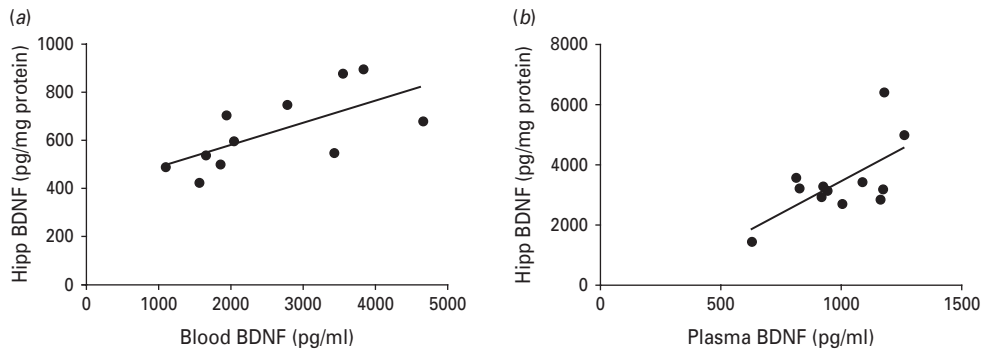 (a)
1000
800
600
400
200
0
Hipp BDNF (pg/mg protein)
0 1000 2000 3000 4000 5000
Blood BDNF (pg/ml)
(b)
8000
6000
4000
2000
0
Hipp BDNF (pg/mg protein)
0 500 1000 1500
Plasma BDNF (pg/ml)